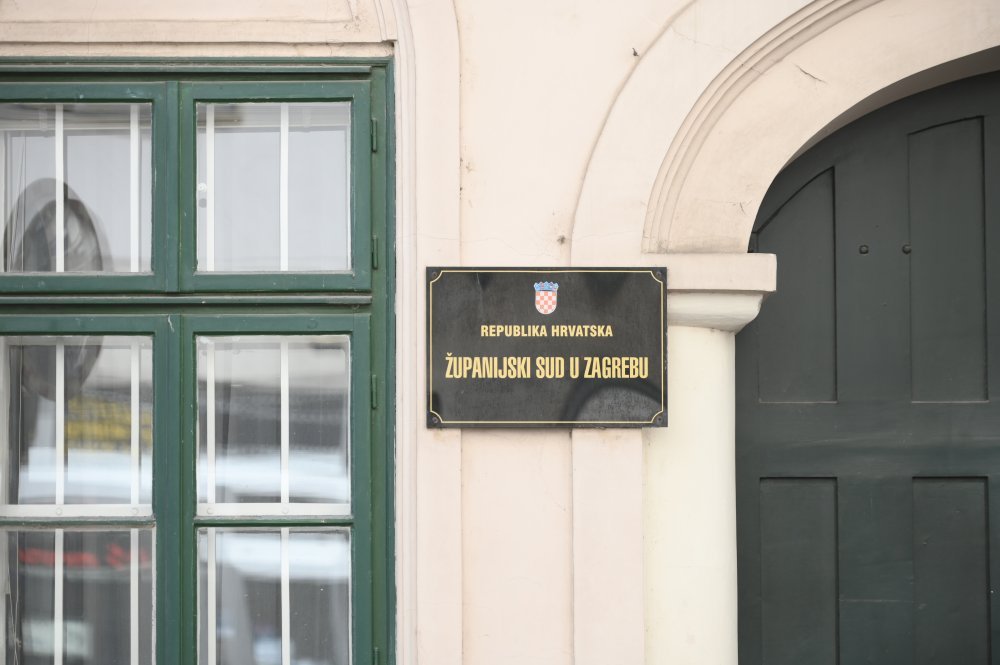 REPUBLIKA HRVATSKA
ŽUPANIJSKI SUD U ZAGREBU